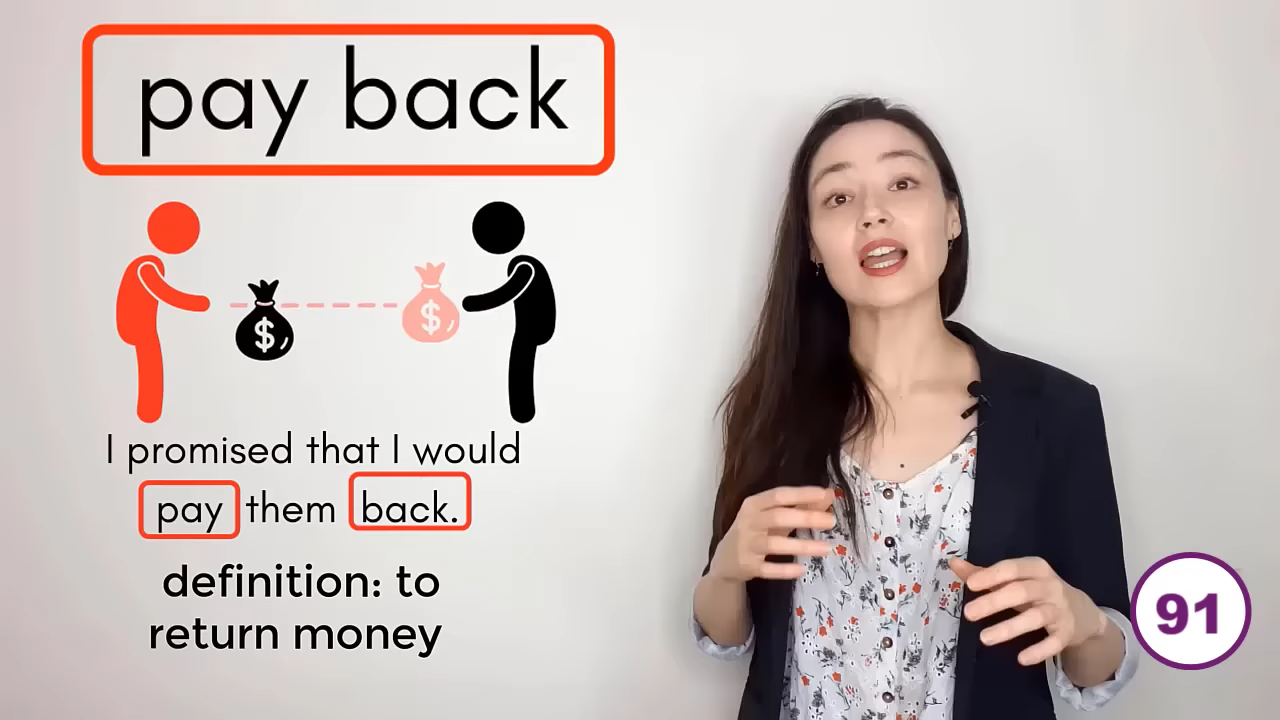 pay back
$ $
I promised that I would
pay them back.
definition: to
return money
91